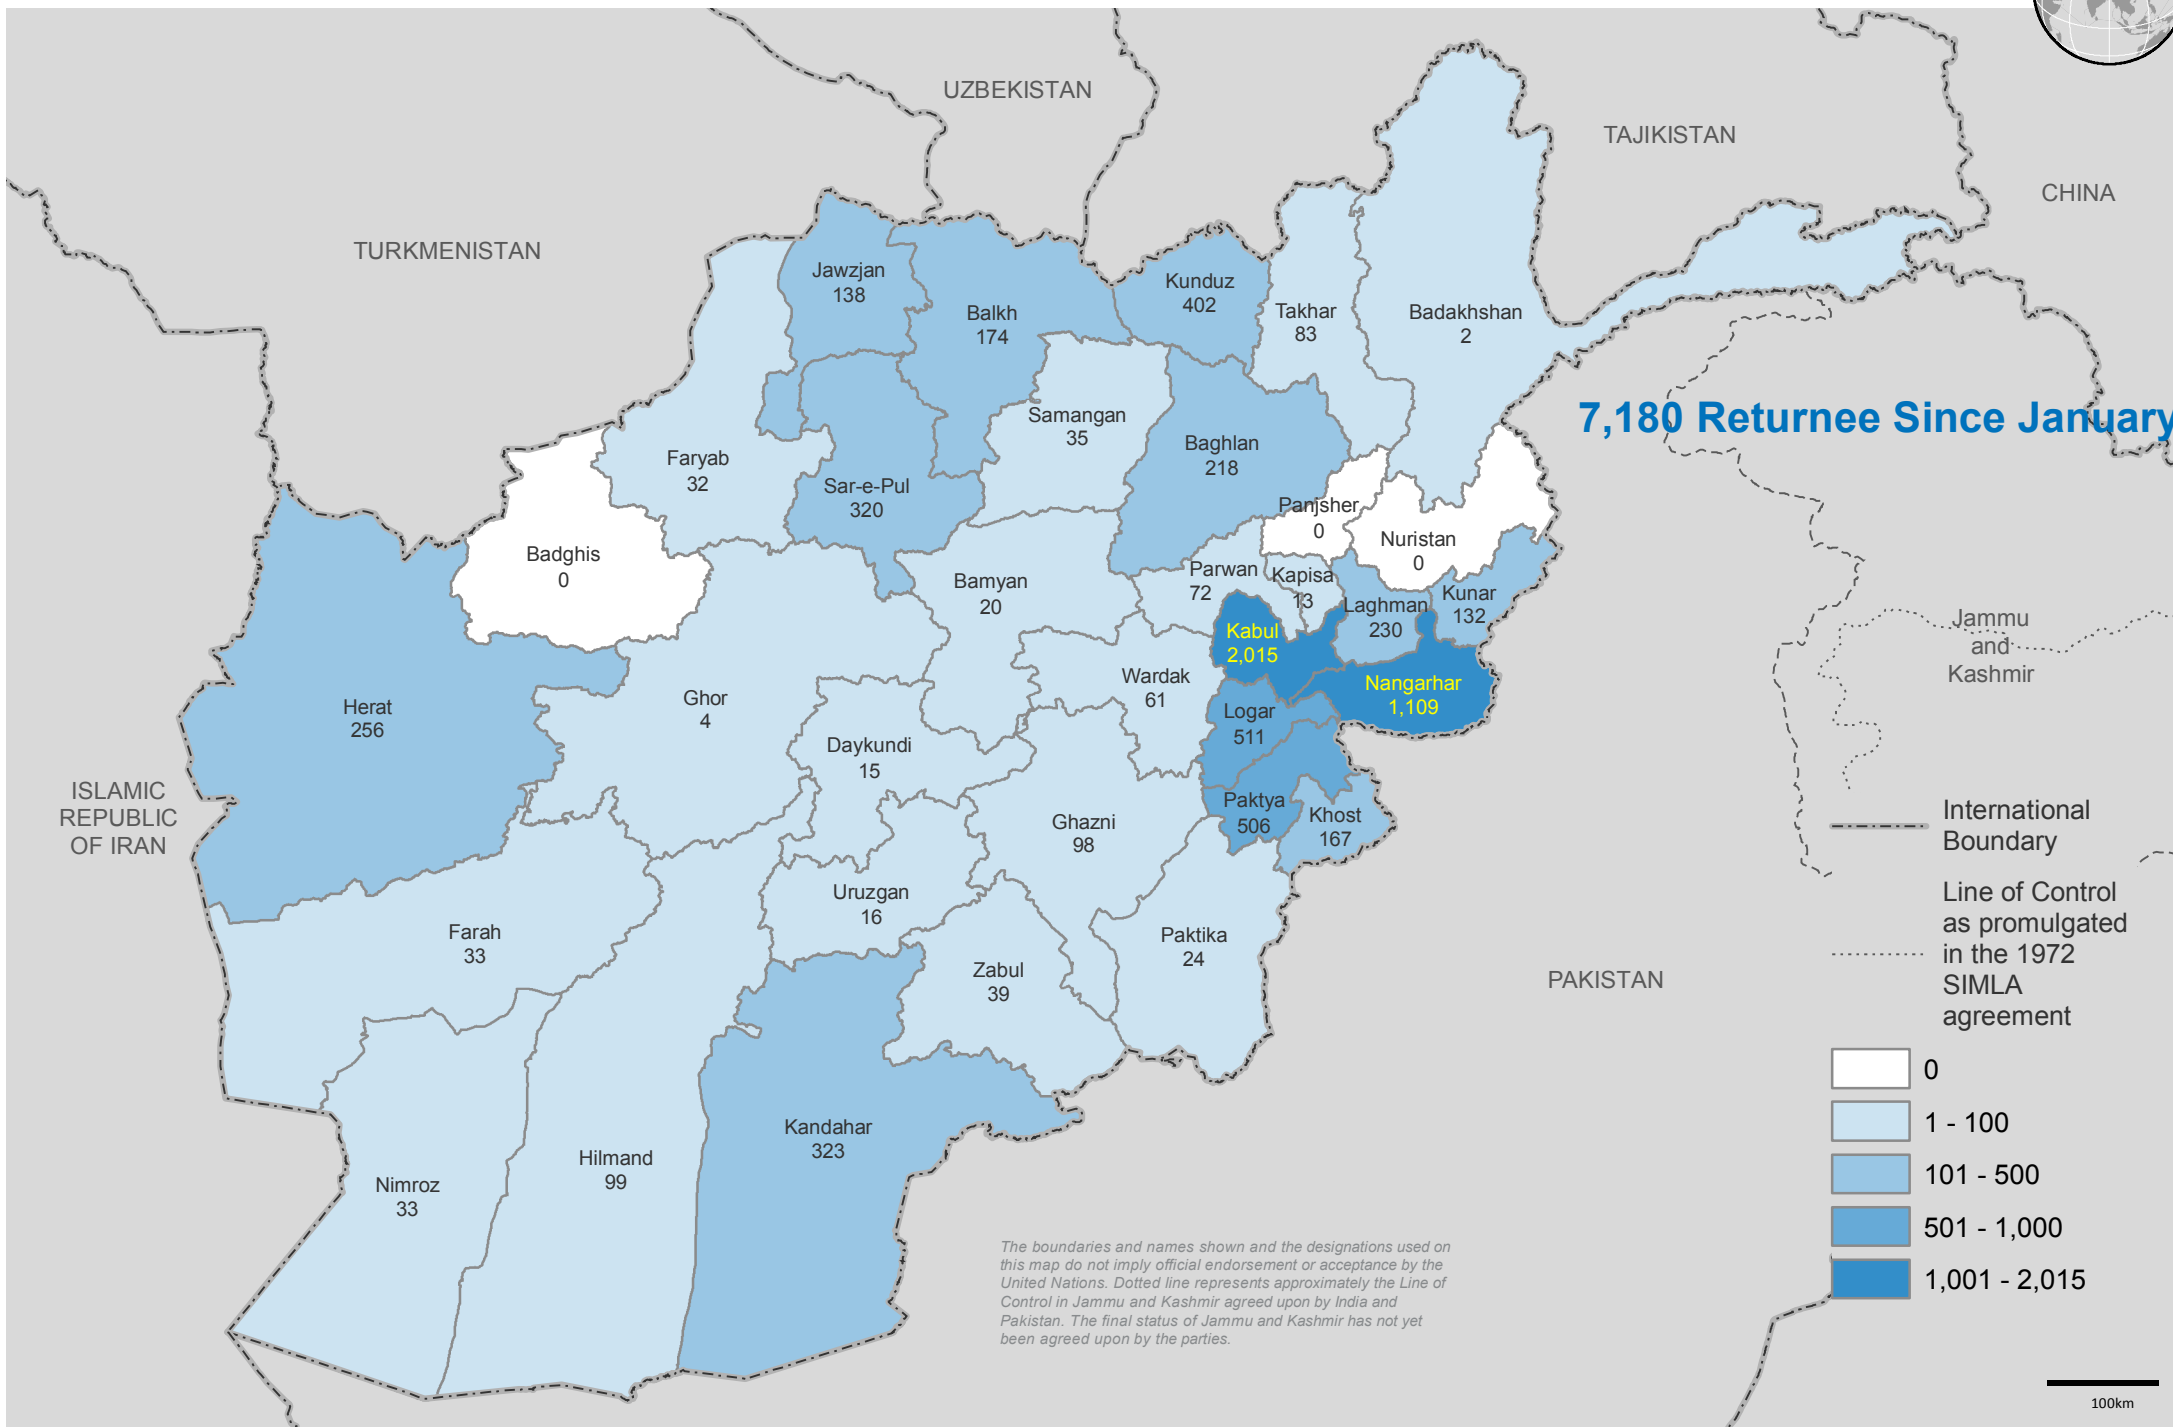 UZBEKISTAN
TAJIKISTAN
CHINA
TURKMENISTAN
Jawzjan
138
Balkh
174
Kunduz
402
Takhar
83
Badakhshan
2
7,180 Returnee Since January
Samangan
35
Baghlan
218
Faryab
32
Sar-e-Pul
320
Panjsher
0
Nuristan
0
Badghis
0
Bamyan
20
Parwan
72
Kapisa
13
Laghman
230
Kunar
132
Kabul
2,015
Jammu
and
Kashmir
Herat
256
Ghor
4
Wardak
61
Nangarhar
1,109
Logar
511
Daykundi
15
ISLAMIC
REPUBLIC
OF IRAN
Ghazni
98
Paktya
506
Khost
167
Uruzgan
16
Farah
33
Zabul
39
Paktika
24
PAKISTAN
Kandahar
323
Hilmand
99
Nimroz
33
International
Boundary
Line of Control
as promulgated
in the 1972
SIMLA
agreement
0
1 - 100
101 - 500
501 - 1,000
1,001 - 2,015
The boundaries and names shown and the designations used on
this map do not imply official endorsement or acceptance by the
United Nations. Dotted line represents approximately the Line of
Control in Jammu and Kashmir agreed upon by India and
Pakistan. The final status of Jammu and Kashmir has not yet
been agreed upon by the parties.
100km